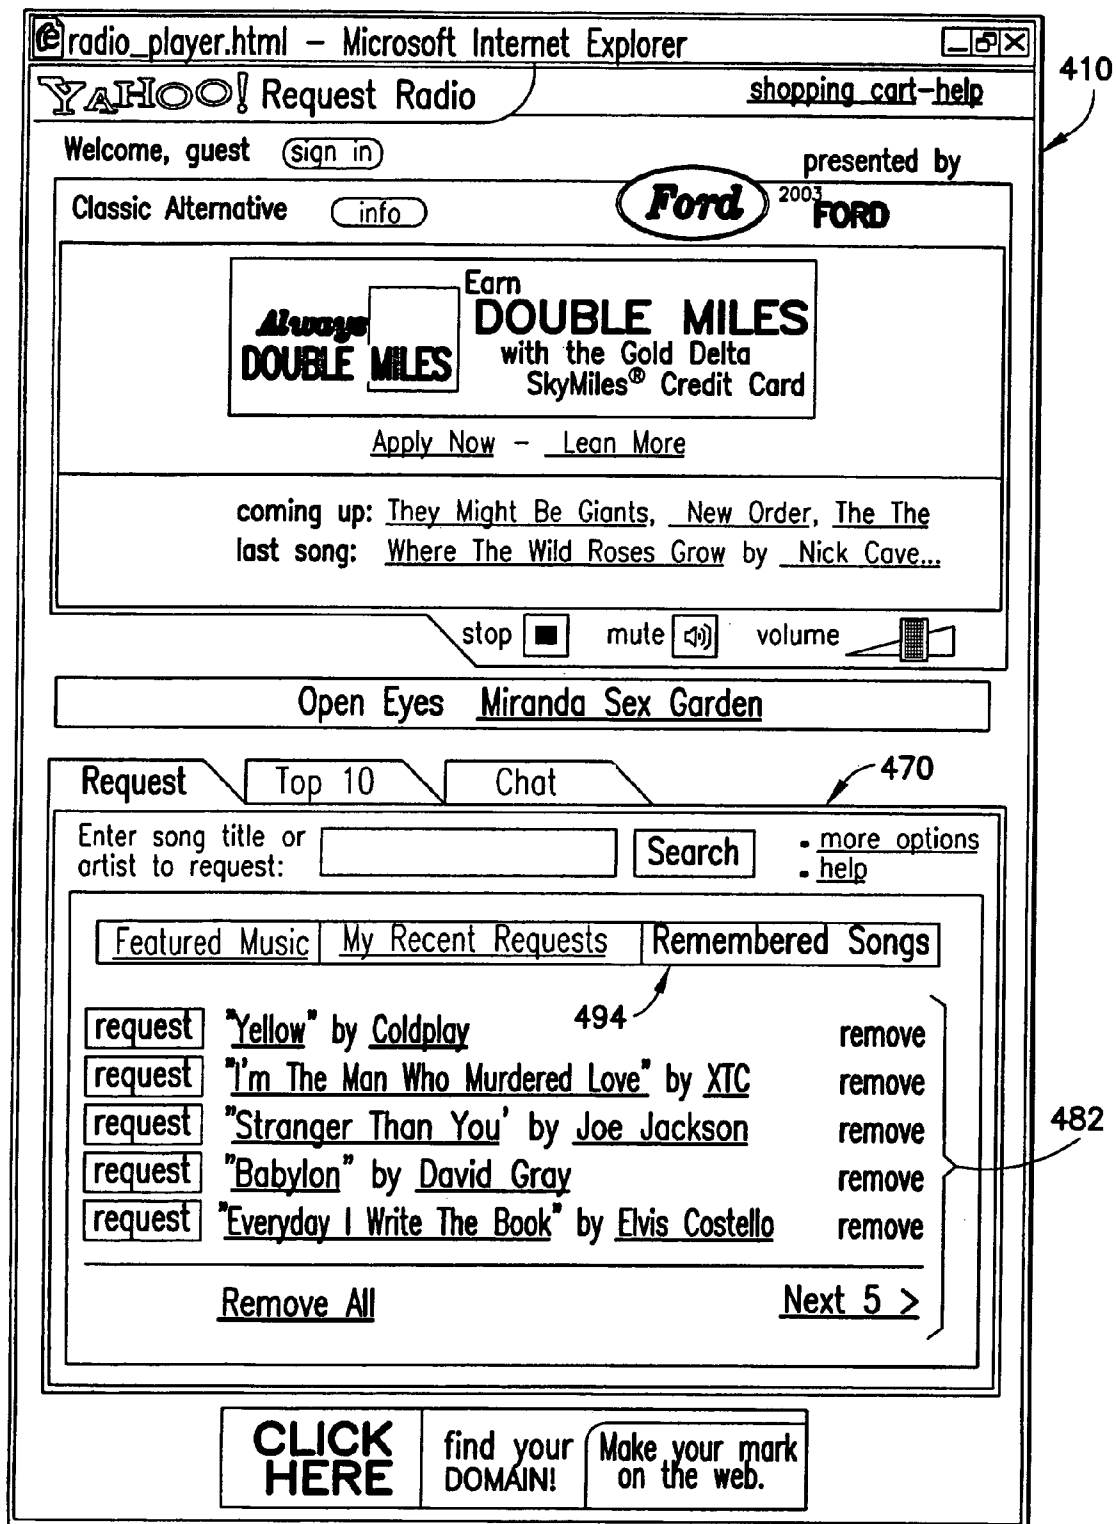 radio_player.html – Microsoft Internet Explorer
410
YAHOO! Request Radio shopping cart-help
Welcome, guest sign in
presented by
Classic Alternative info Ford 2003 FORD
Earn
Always DOUBLE MILES
DOUBLE MILES with the Gold Delta
SkyMiles® Credit Card
Apply Now – Lean More
coming up: They Might Be Giants, New Order, The The
last song: Where The Wild Roses Grow by Nick Cave...
stop mute volume
Open Eyes Miranda Sex Garden
470
Request Top 10 Chat
Enter song title or
artist to request: Search
• more options
• help
Featured Music My Recent Requests Remembered Songs
494
request "Yellow" by Coldplay remove
request "I'm The Man Who Murdered Love" by XTC remove
request "Stranger Than You' by Joe Jackson remove
482
request "Babylon" by David Gray remove
request "Everyday I Write The Book" by Elvis Costello remove
Remove All Next 5 >
CLICK
HERE
find your
DOMAIN!
Make your mark
on the web.